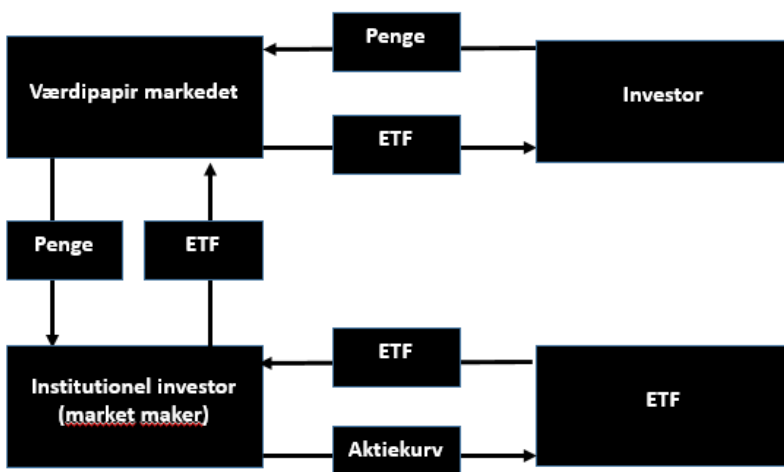 Penge
Værdipapir markedet
Investor
ETF
Penge
ETF
ETF
Institutionel investor
(market maker)
ETF
Aktiekurv